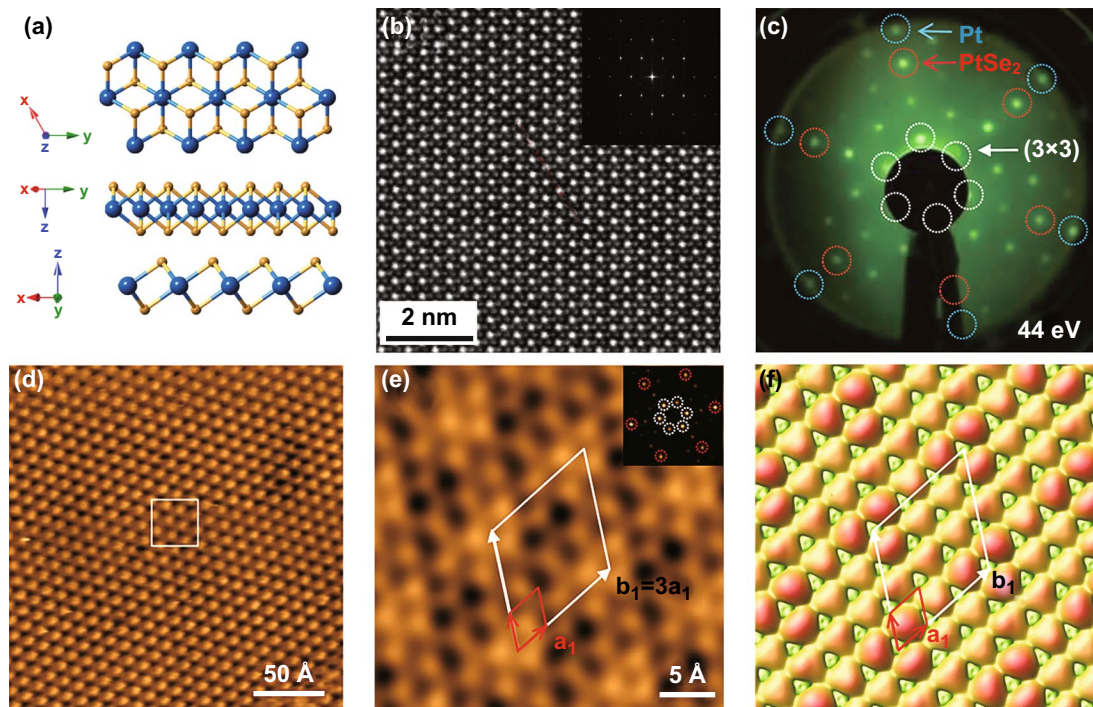 (a)
x
z
y
x
y
z
z
x
y
(b)
2 nm
(c)
Pt
PtSe₂
(3×3)
44 eV
(d)
50 Å
(e)
b₁=3a₁
a₁
5 Å
(f)
b₁
a₁